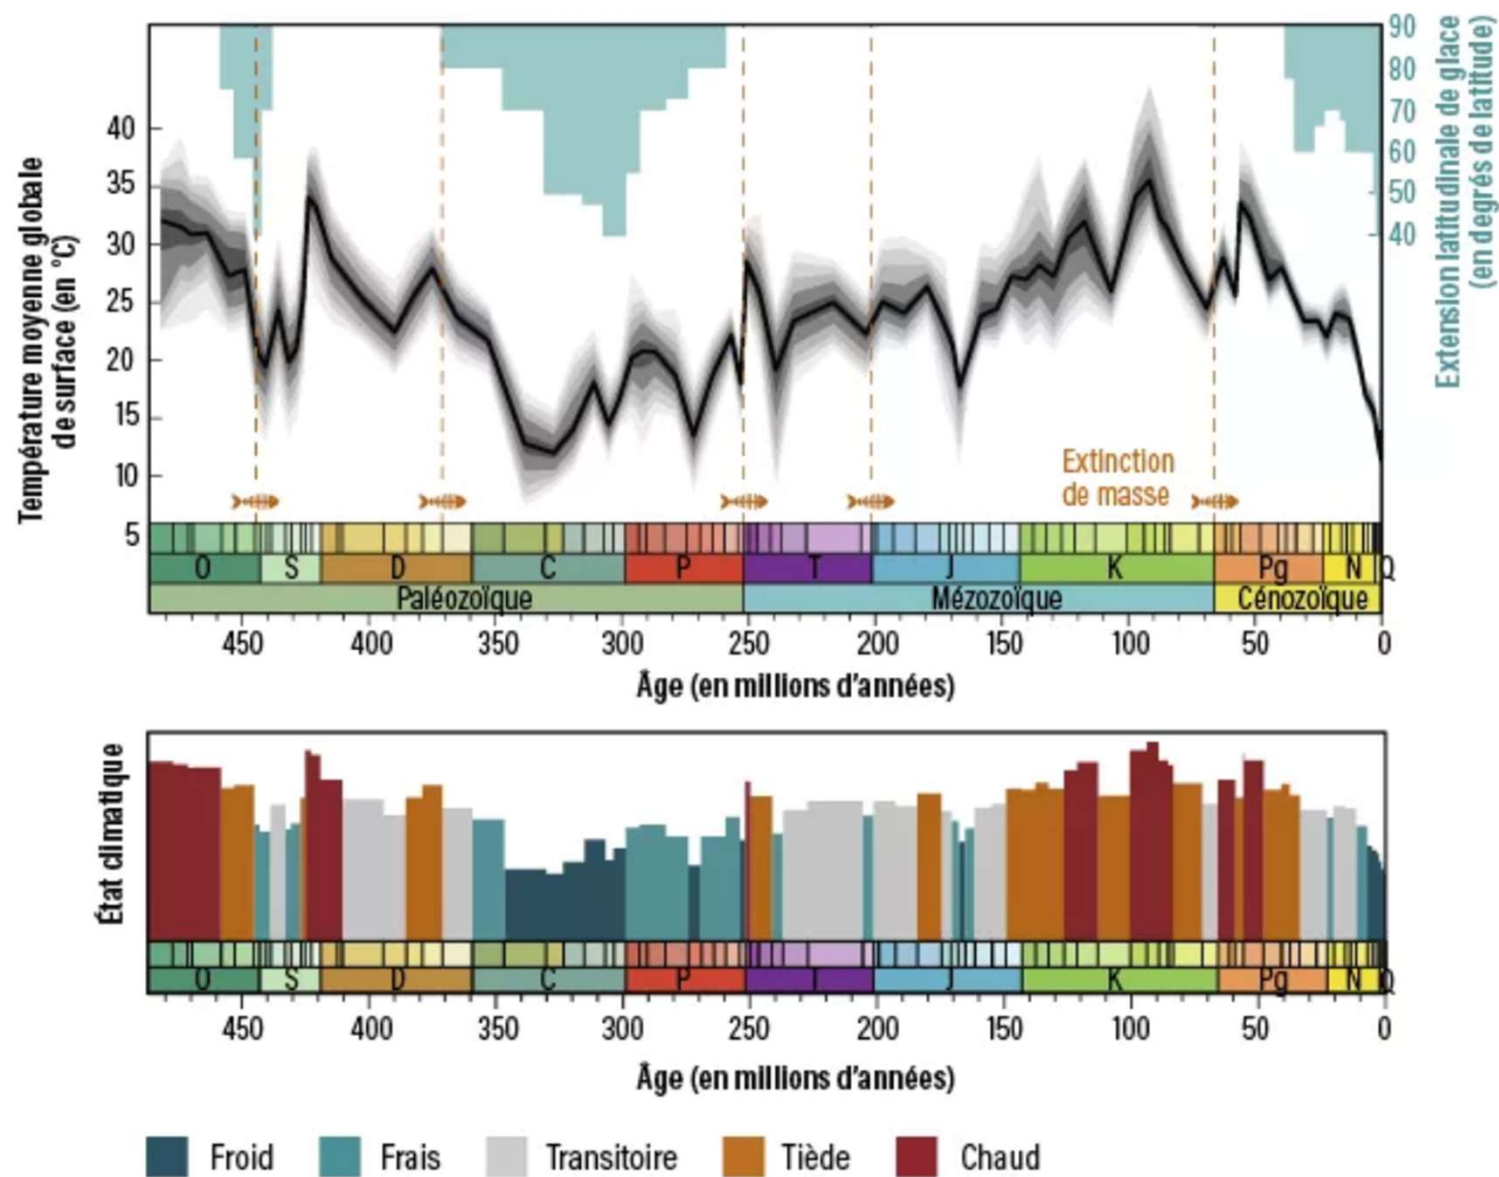 Température moyenne globale
de surface (en °C)
40
35
30
25
20
15
10
5
90
80
70
60
50
40
Extension latitudinale de glace
(en degrés de latitude)
Extinction
de masse
O S D C P T J K Pg N Q
Paléozoïque Mézozoïque Cénozoïque
450 400 350 300 250 200 150 100 50 0
Âge (en millions d'années)
État climatique
O S D C P T J K Pg N Q
450 400 350 300 250 200 150 100 50 0
Âge (en millions d'années)
Froid Frais Transitoire Tiède Chaud